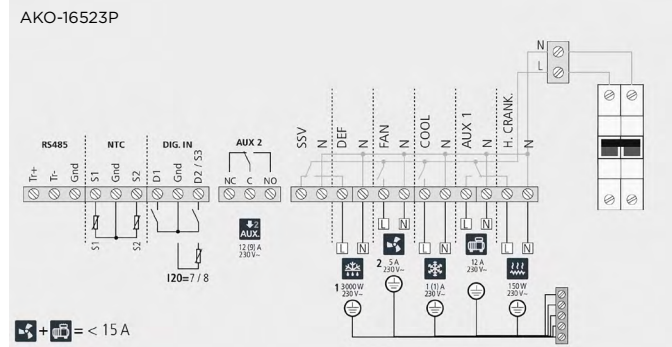 AKO-16523P
N
L
RS485 NTC DIG. IN AUX 2 SSV N DEF N FAN N COOL N AUX 1 N H. CRANK. N
Tr+ Tr- Gnd S1 Gnd S2 D1 Gnd D2 / S3 NC C NO
S1 S2
L N L N L N L N L N
2 AUX.
12 (9) A
230 V~
I20=7 / 8
1 3000 W
230 V~
2 5 A
230 V~
1 (1) A
230 V~
12 A
230 V~
150 W
230 V~
+ = < 15 A